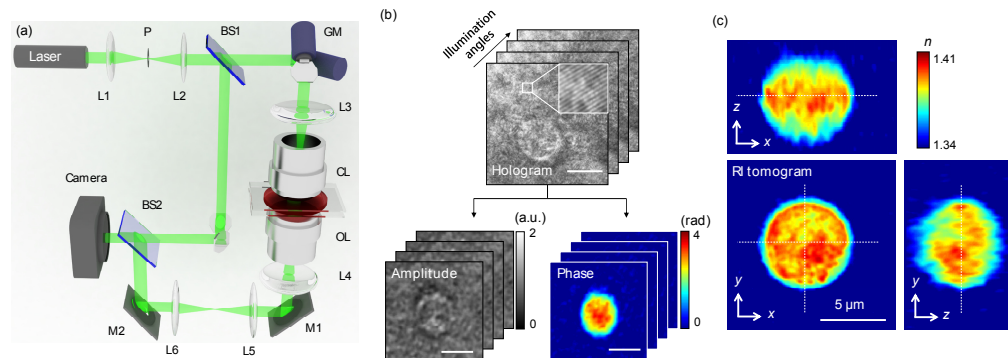 (a)
BS1
GM
Laser
P
L1
L2
L3
CL
Camera
BS2
OL
L4
M2
L6
L5
M1
(b)
Illumination
angles
Hologram
(a.u.)
2
0
Amplitude
(rad)
4
0
Phase
(c)
n
1.41
1.34
z
x
RI tomogram
y
x
5 µm
y
z